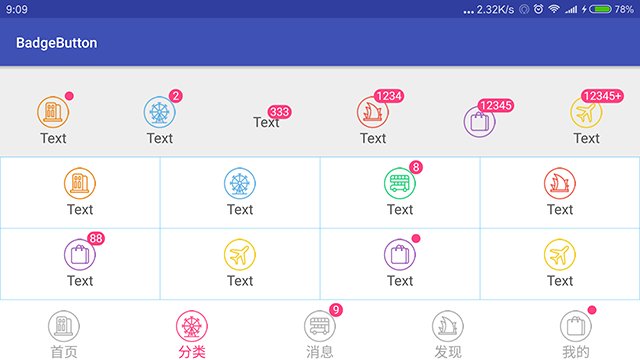 9:09 ... 2.32K/s 78%
BadgeButton
2 333 1234 12345 12345+
Text Text Text Text Text
8
Text Text Text Text
88
Text Text Text Text
9
首页 分类 消息 发现 我的